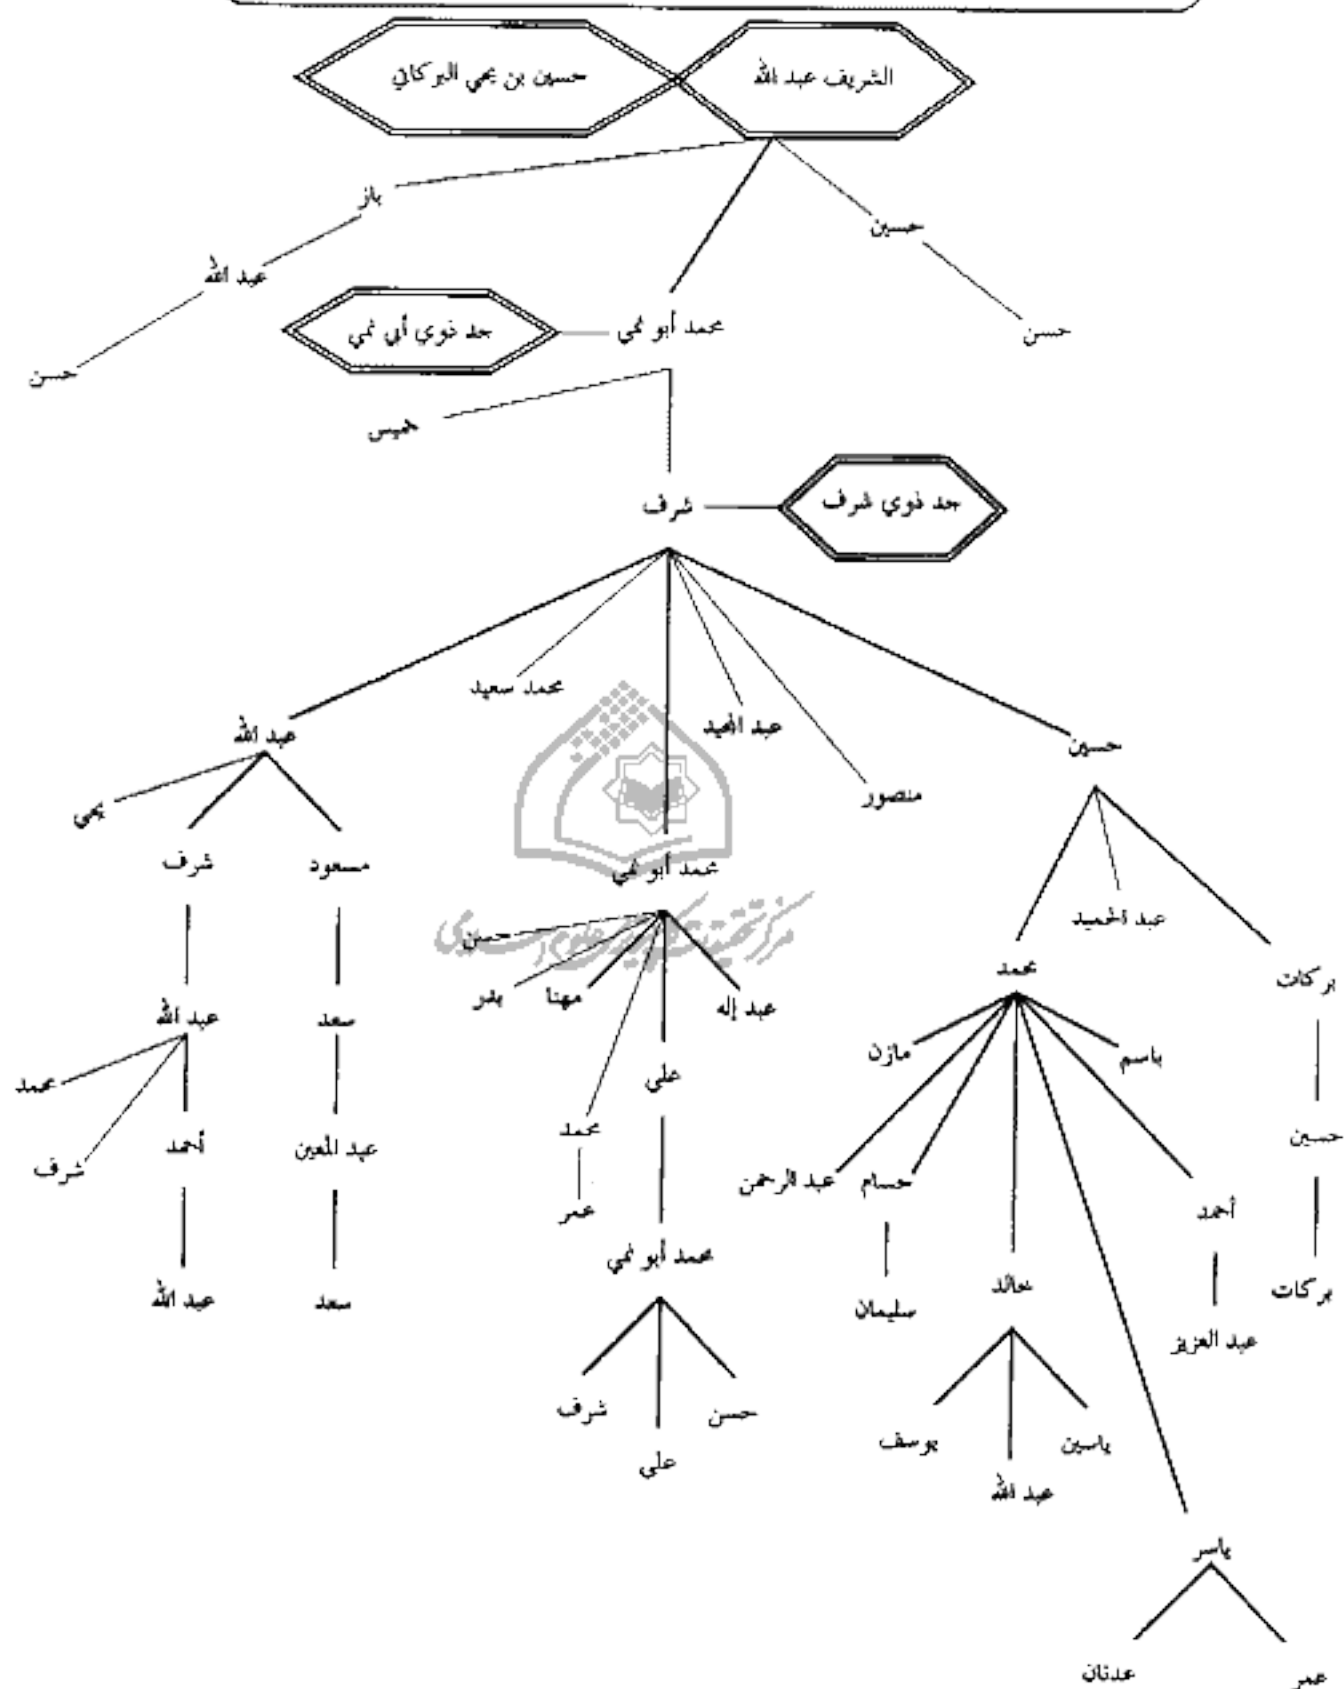 الشريف عبد الله
حسين بن يحي البركاتي
باز
حسين
عبد الله
محمد أبو نمي
جد ذوي أبي نمي
حسن
حسن
خميس
شرف
جد ذوي شرف
محمد سعيد
عبد المجيد
عبد الله
حسين
منصور
يحي
شرف
مسعود
محمد أبو نمي
عبد الحميد
حسن
محمد
بركات
بدر
مهنا
عبد إله
عبد الله
سعد
مازن
باسم
علي
محمد
محمد
حسين
أحمد
عبد المعين
شرف
عبد الرحمن
حسام
عمر
أحمد
محمد أبو نمي
خالد
بركات
عبد الله
سعد
سليمان
عبد العزيز
شرف
حسن
يوسف
ياسين
علي
عبد الله
ياسر
عدنان
عمر